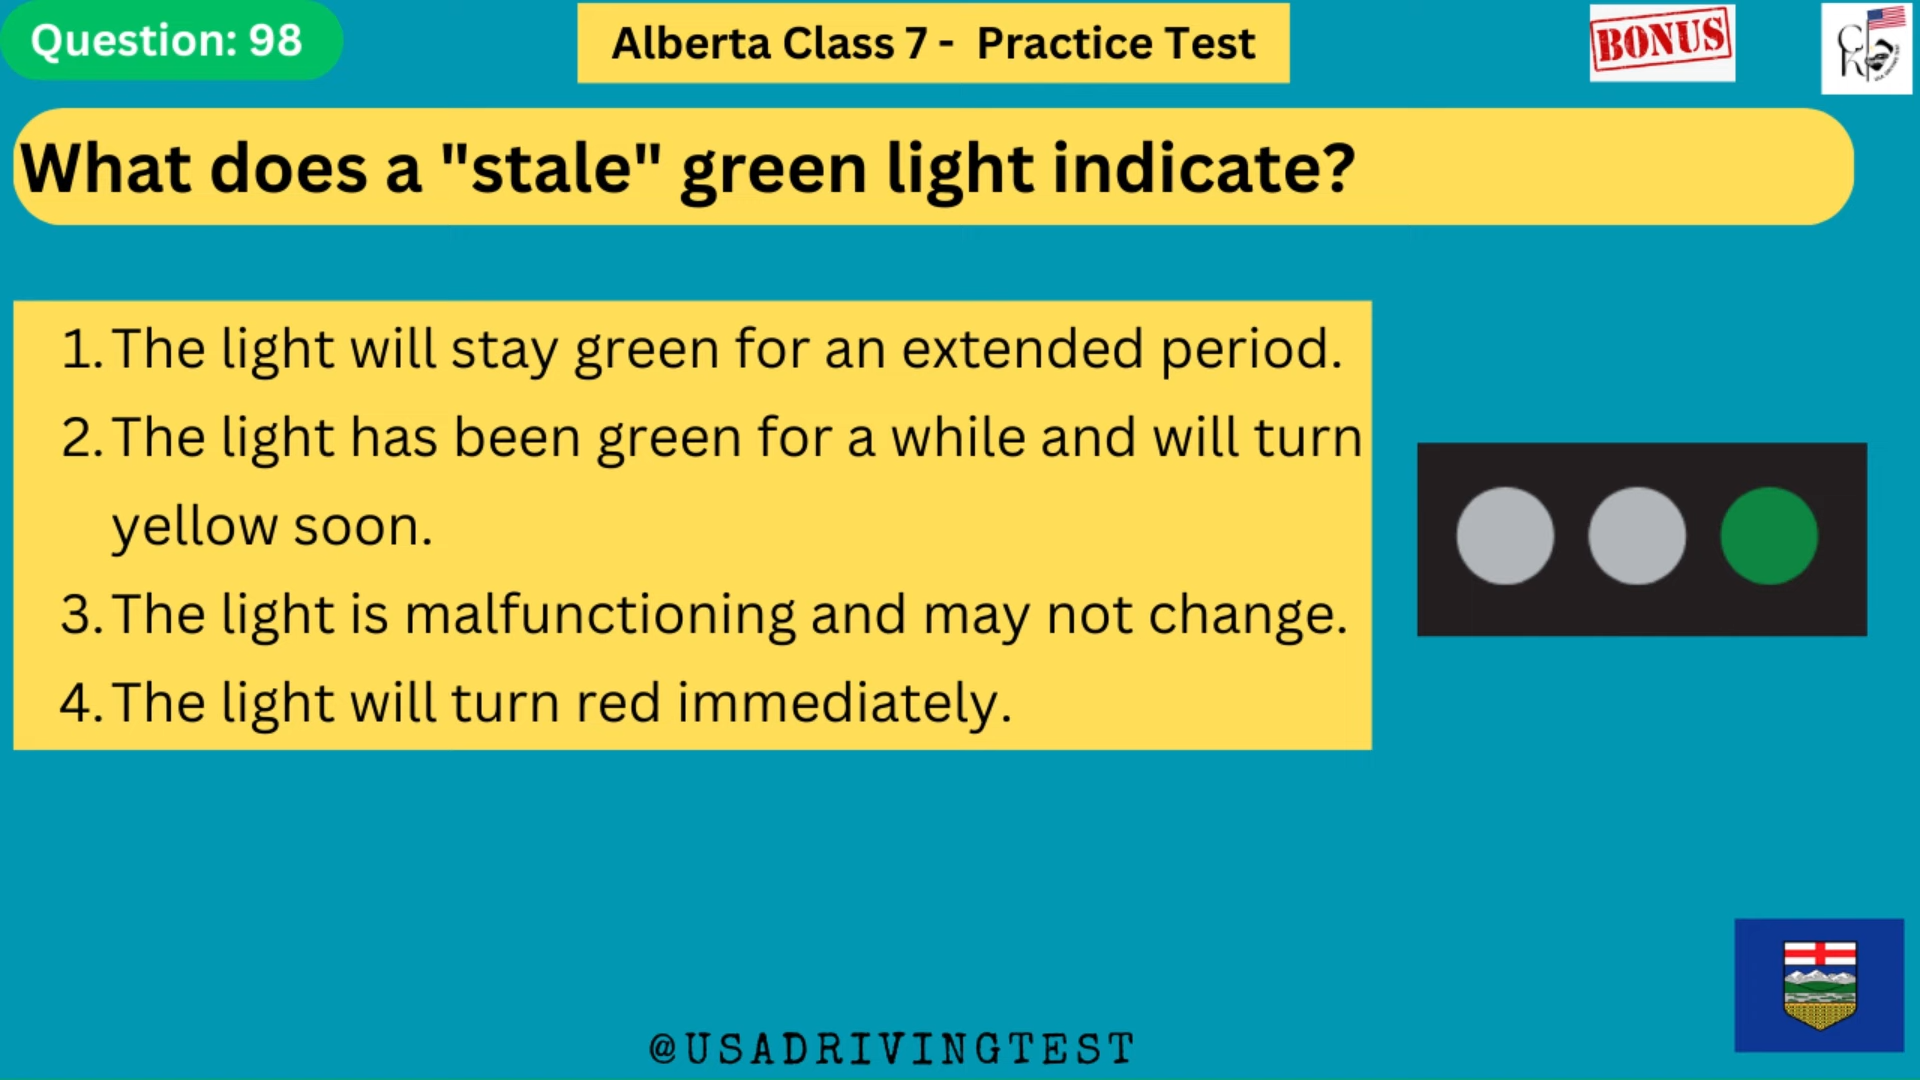 Question: 98
Alberta Class 7 - Practice Test
BONUS
What does a "stale" green light indicate?
1. The light will stay green for an extended period.
2. The light has been green for a while and will turn
yellow soon.
3. The light is malfunctioning and may not change.
4. The light will turn red immediately.
@USADRIVINGTEST